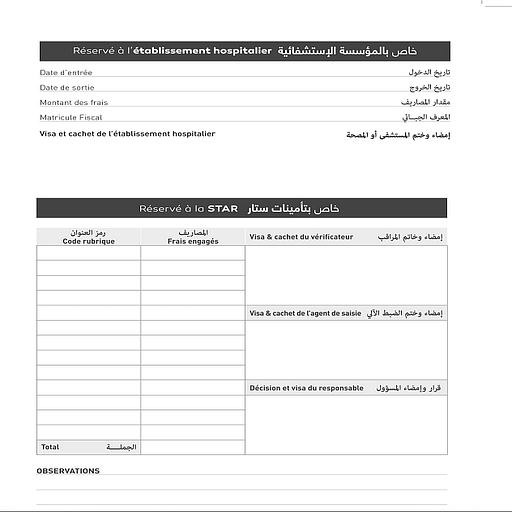 Réservé à l'établissement hospitalier خاص بالمؤسسة الإستشفائية
Date d'entrée تاريخ الدخول
Date de sortie تاريخ الخروج
Montant des frais مقدار المصاريف
Matricule Fiscal المعرف الجبـــائي
Visa et cachet de l'établissement hospitalier إمضاء وختم المستشفى أو المصحة
Réservé à la STAR خاص بتأمينات ستار
رمز العنوان
Code rubrique
المصاريف
Frais engagés
Visa & cachet du vérificateur إمضاء وخاتم المراقب
Visa & cachet de l'agent de saisie إمضاء وختم الضبط الآلي
Décision et visa du responsable قرار وإمضاء المسؤول
Total الجملــــة
OBSERVATIONS